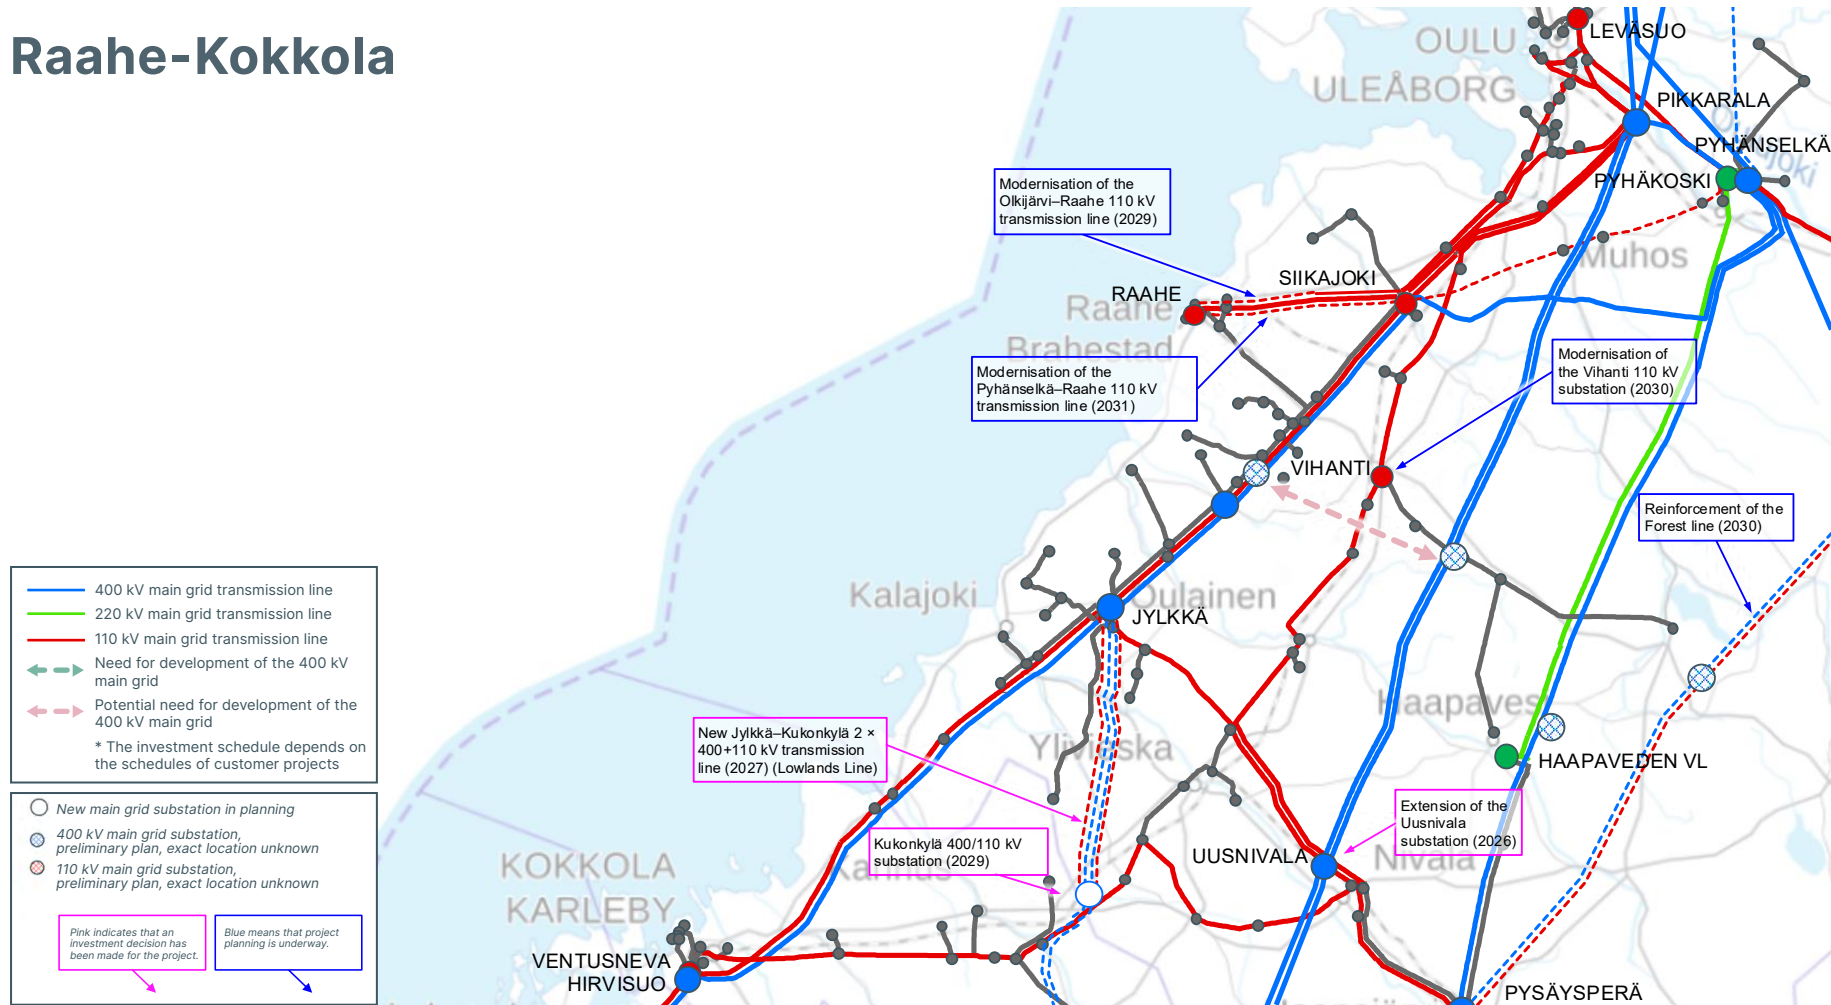 Raahe-Kokkola
OULU
ULEÅBORG
LEVÄSUO
PIKKARALA
PYHÄNSELKÄ
PYHÄKOSKI
Muhos
Modernisation of the
Olkijärvi–Raahe 110 kV
transmission line (2029)
SIIKAJOKI
RAAHE
Raahe
Brahestad
Modernisation of the
Pyhänselkä–Raahe 110 kV
transmission line (2031)
Modernisation of
the Vihanti 110 kV
substation (2030)
VIHANTI
Reinforcement of the
Forest line (2030)
Kalajoki
Oulainen
JYLKKÄ
Haapaves
HAAPAVEDEN VL
Ylivieska
New Jylkkä–Kukonkylä 2 ×
400+110 kV transmission
line (2027) (Lowlands Line)
Extension of the
Uusnivala
substation (2026)
Kukonkylä 400/110 kV
substation (2029)
UUSNIVALA
Nivala
Kannus
KOKKOLA
KARLEBY
VENTUSNEVA
HIRVISUO
PYSÄYSPERÄ
400 kV main grid transmission line
220 kV main grid transmission line
110 kV main grid transmission line
Need for development of the 400 kV
main grid
Potential need for development of the
400 kV main grid
* The investment schedule depends on
the schedules of customer projects
New main grid substation in planning
400 kV main grid substation,
preliminary plan, exact location unknown
110 kV main grid substation,
preliminary plan, exact location unknown
Pink indicates that an
investment decision has
been made for the project.
Blue means that project
planning is underway.